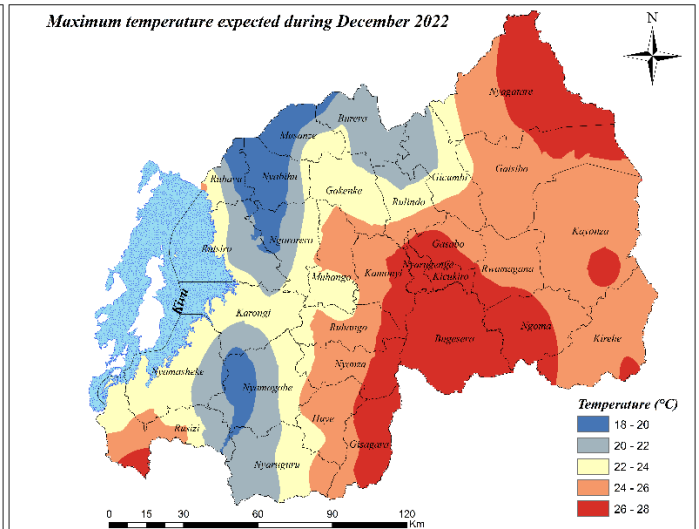 Maximum temperature expected during December 2022
N
Nyagatare
Burero
Musanze
Nyabihu
Rubavu
Gicumbi
Gatsibo
Gakenke
Rulindo
Kayonza
Ngororero
Rutsiro
Gasabo
Nyarugenge
Rwamagana
Kicukiro
Muhanga
Kamonyi
Kivu
Karongi
Ruhango
Bugesera
Ngoma
Kirehe
Nyanza
Nyamasheke
Nyamagabe
Huye
Gisagara
Rusizi
Nyaruguru
Temperature (°C)
18 - 20
20 - 22
22 - 24
24 - 26
26 - 28
0 15 30 60 90 120
Km